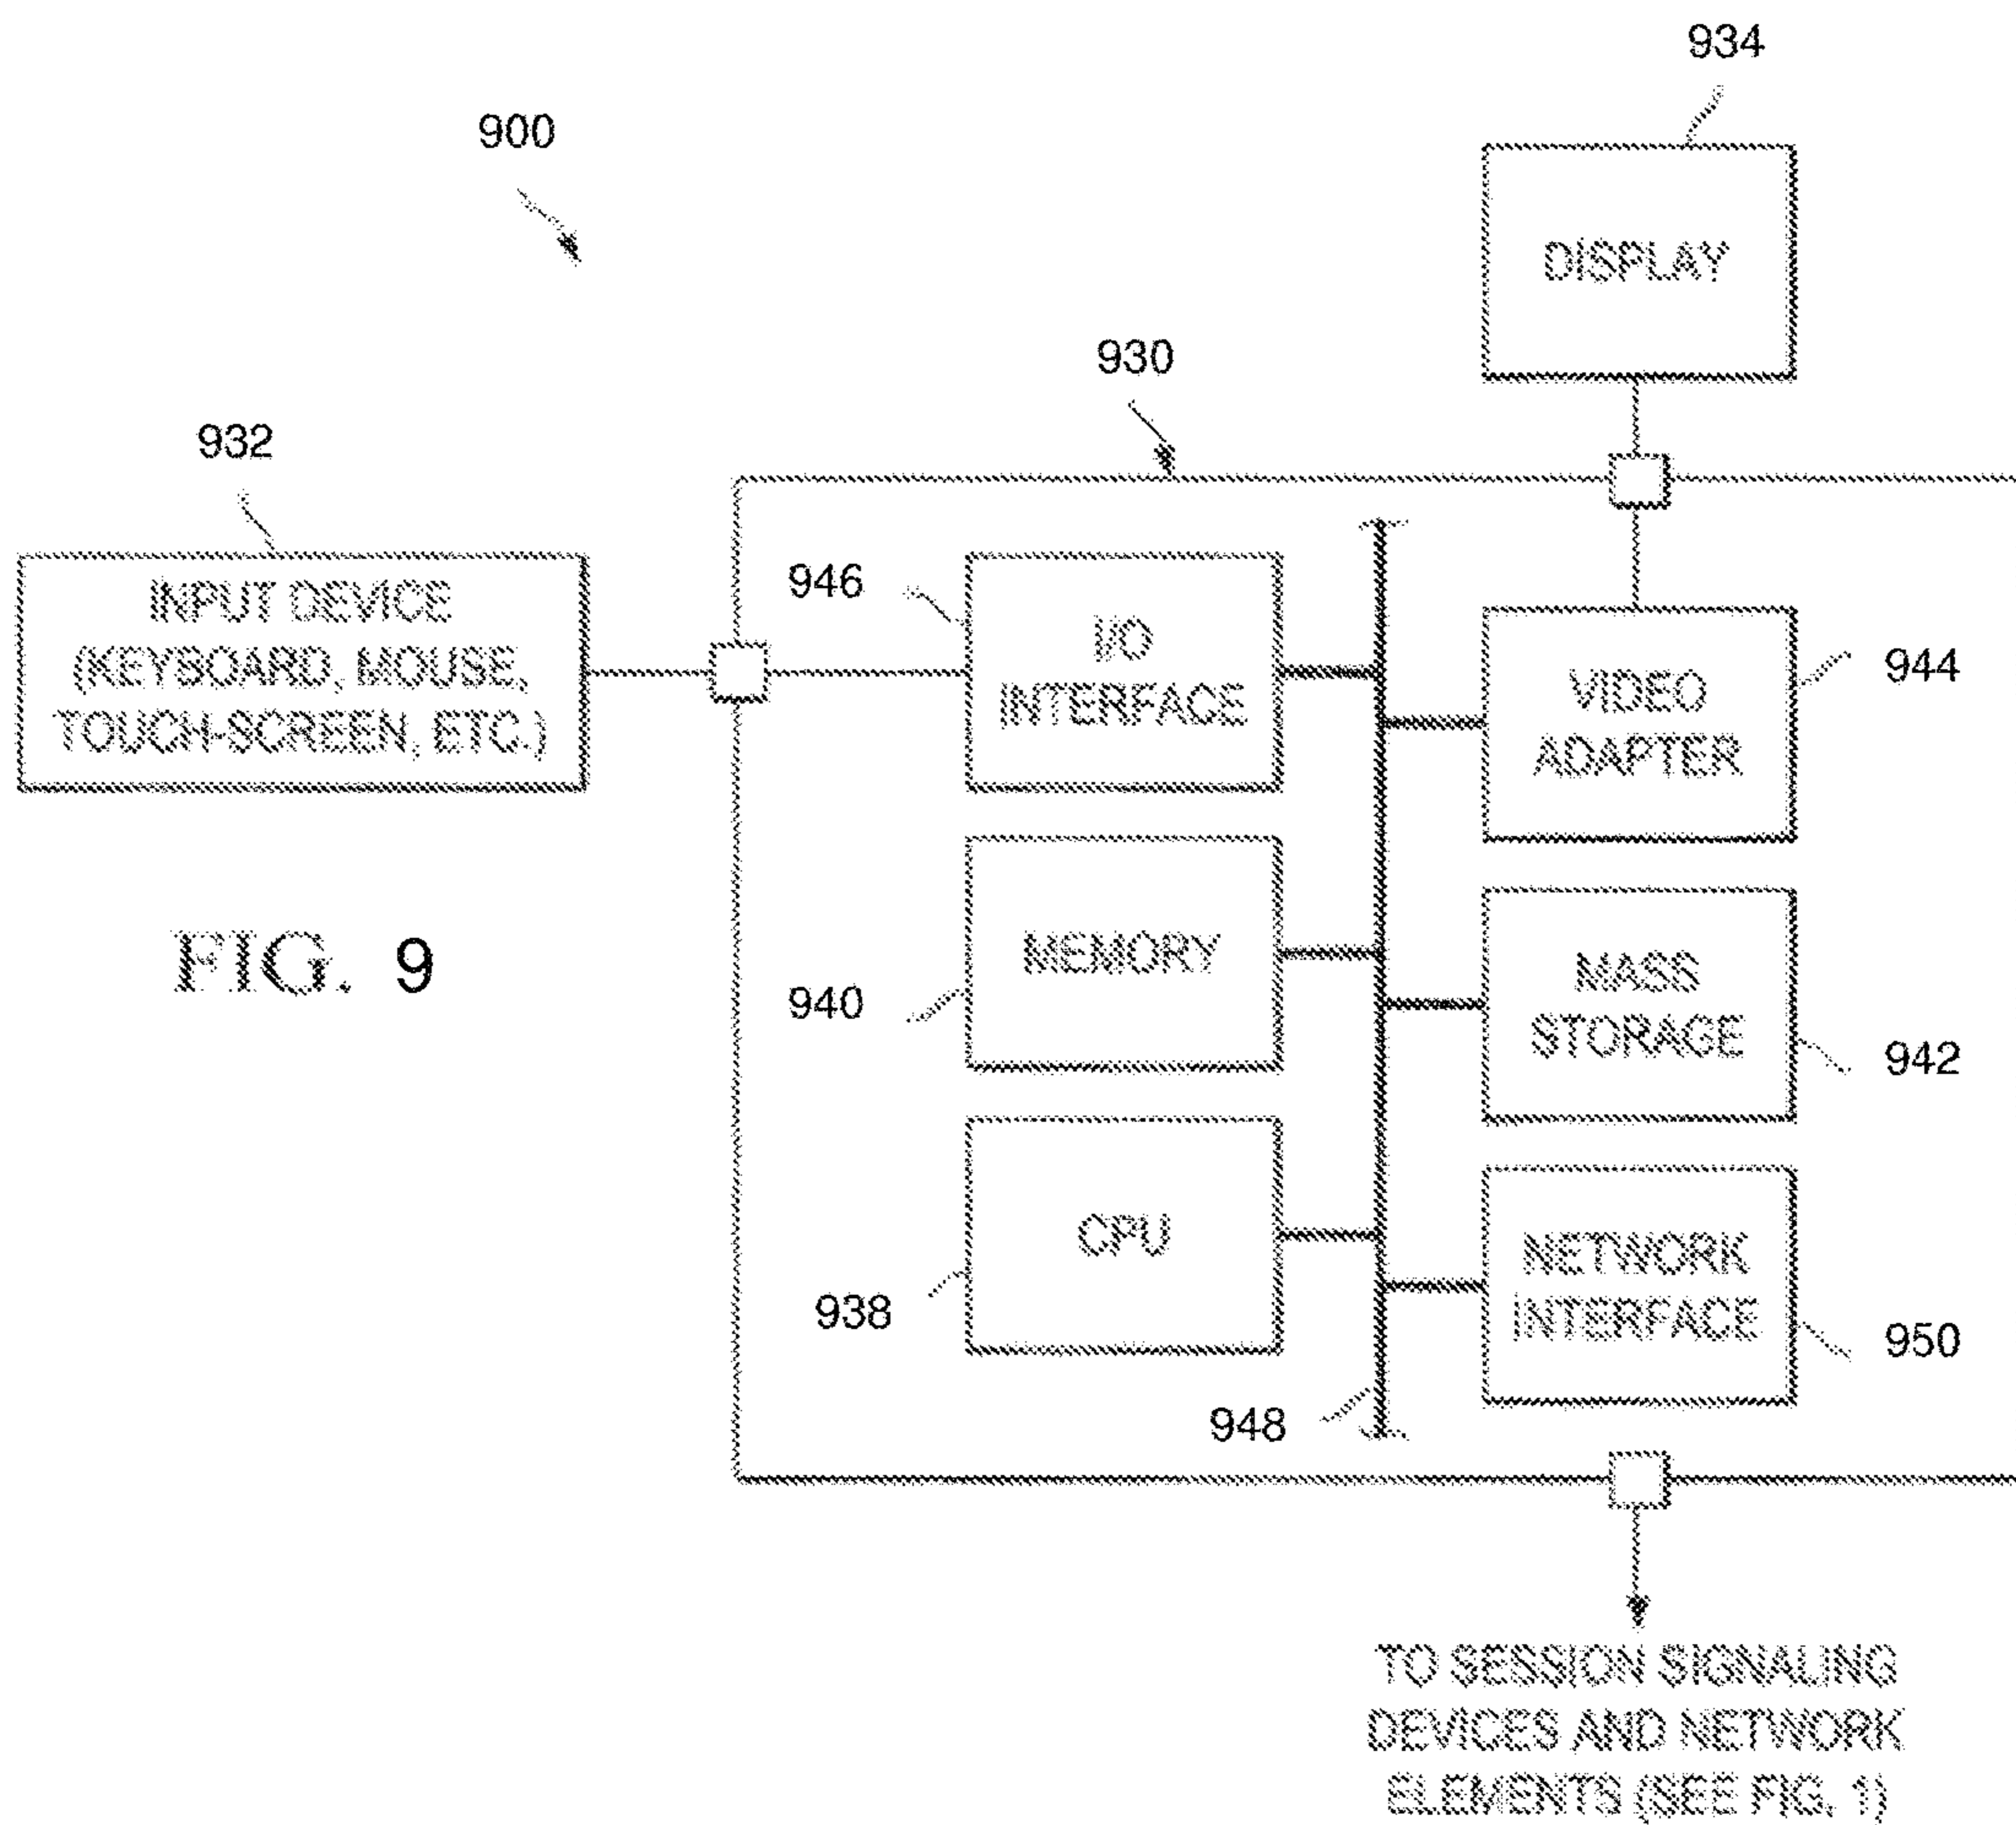 934
900
DISPLAY
930
932
INPUT DEVICE
(KEYBOARD, MOUSE,
TOUCH-SCREEN, ETC.)
946
I/O
INTERFACE
VIDEO
ADAPTER
944
FIG. 9
MEMORY
940
MASS
STORAGE
942
CPU
938
NETWORK
INTERFACE
950
948
TO SESSION SIGNALING
DEVICES AND NETWORK
ELEMENTS (SEE FIG. 1)